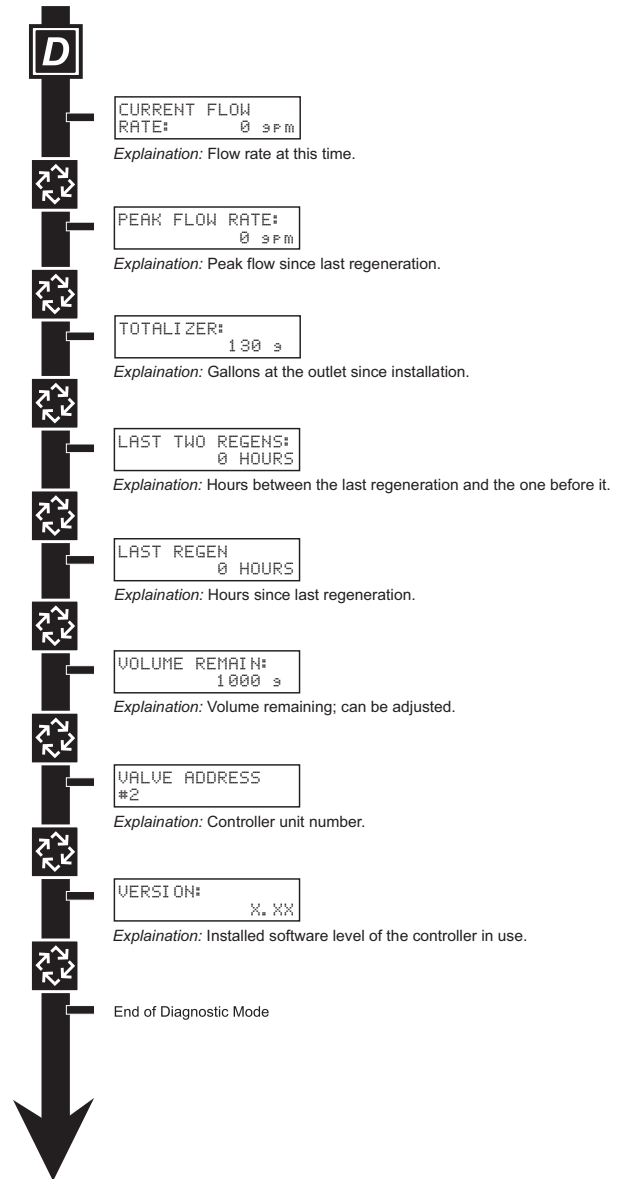 D
CURRENT FLOW
RATE: 0 gpm
Explaination: Flow rate at this time.
PEAK FLOW RATE:
0 gpm
Explaination: Peak flow since last regeneration.
TOTALIZER:
130 g
Explaination: Gallons at the outlet since installation.
LAST TWO REGENS:
0 HOURS
Explaination: Hours between the last regeneration and the one before it.
LAST REGEN
0 HOURS
Explaination: Hours since last regeneration.
VOLUME REMAIN:
1000 g
Explaination: Volume remaining; can be adjusted.
VALVE ADDRESS
#2
Explaination: Controller unit number.
VERSION:
X.XX
Explaination: Installed software level of the controller in use.
End of Diagnostic Mode